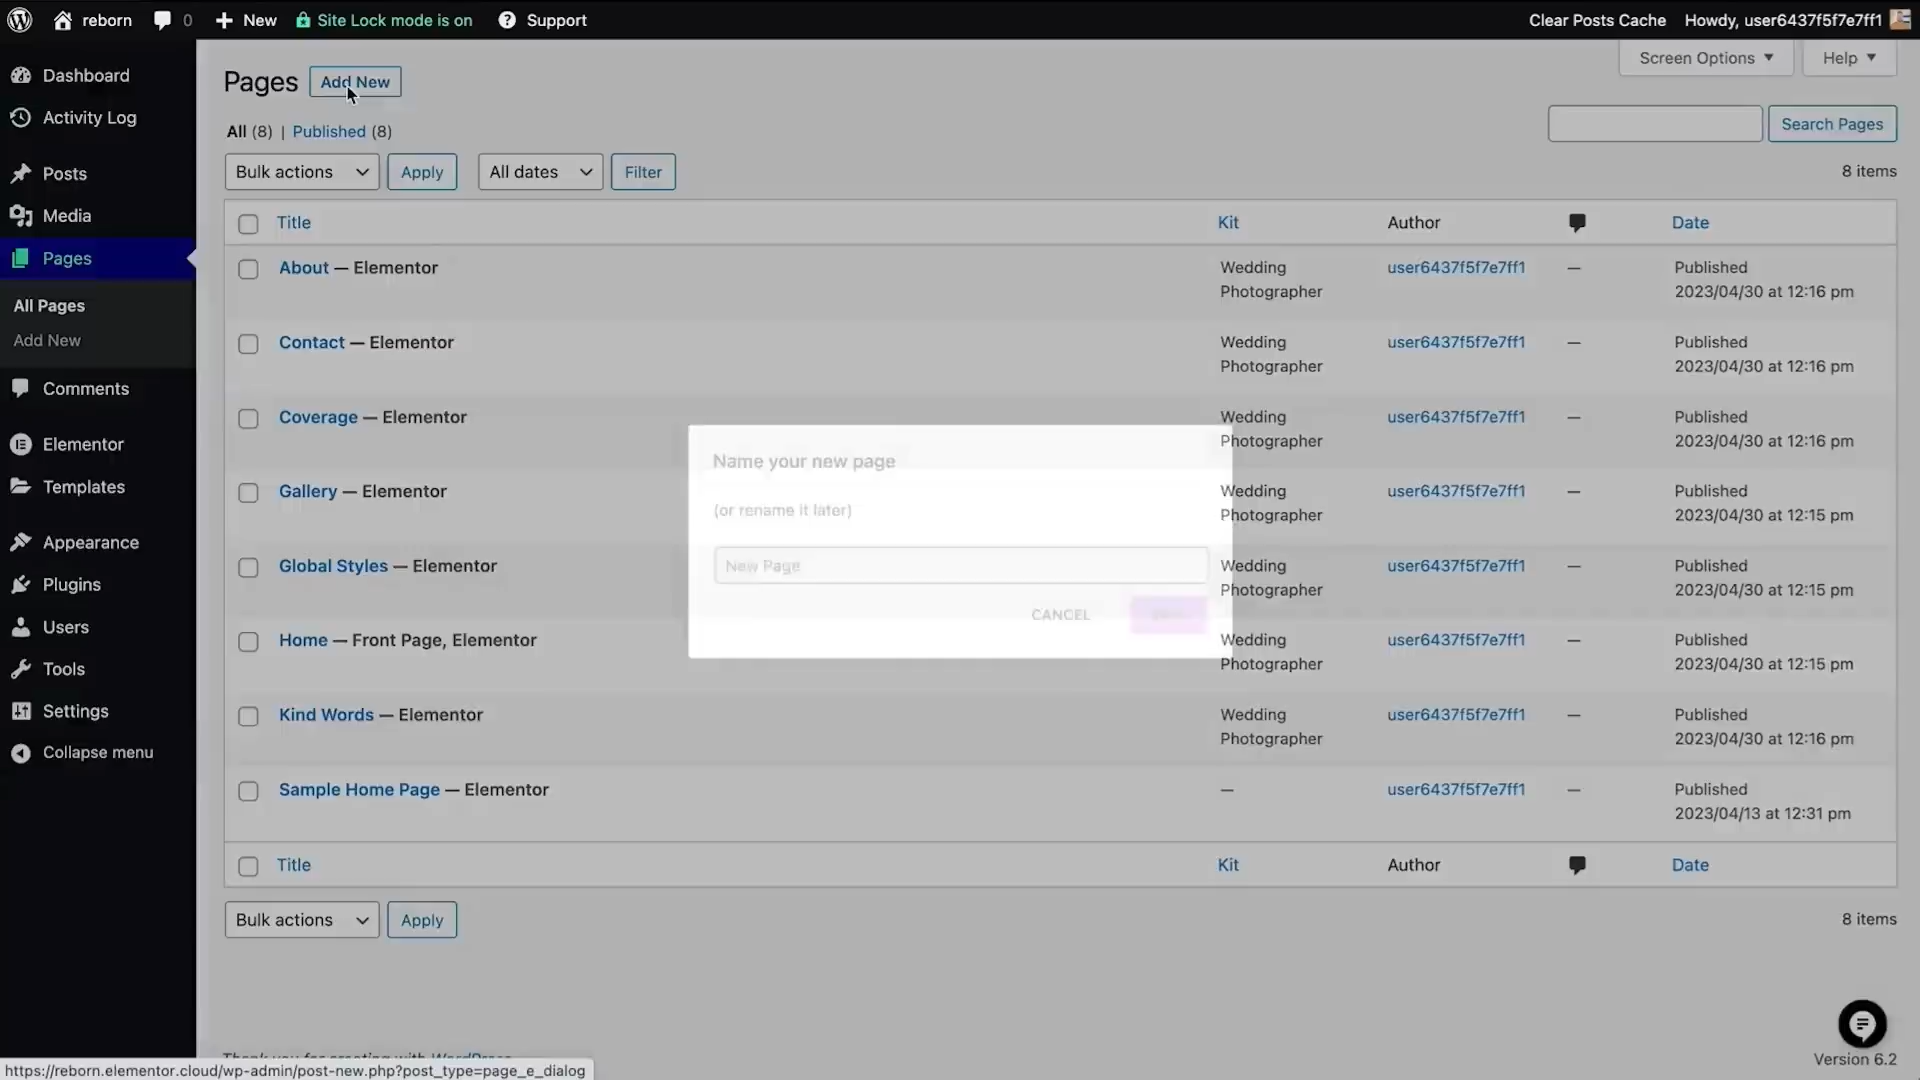 reborn 0 New Site Lock mode is on Support Clear Posts Cache Howdy, user6437f5f7e7ff1
Dashboard
Activity Log
Posts
Media
Pages
All Pages
Add New
Comments
Elementor
Templates
Appearance
Plugins
Users
Tools
Settings
Collapse menu
Screen Options Help
Pages Add New
All (8) | Published (8)
Search Pages
Bulk actions Apply All dates Filter 8 items
Title Kit Author Date
About — Elementor Wedding Photographer user6437f5f7e7ff1 — Published 2023/04/30 at 12:16 pm
Contact — Elementor Wedding Photographer user6437f5f7e7ff1 — Published 2023/04/30 at 12:16 pm
Coverage — Elementor Wedding Photographer user6437f5f7e7ff1 — Published 2023/04/30 at 12:16 pm
Gallery — Elementor Wedding Photographer user6437f5f7e7ff1 — Published 2023/04/30 at 12:15 pm
Global Styles — Elementor Wedding Photographer user6437f5f7e7ff1 — Published 2023/04/30 at 12:15 pm
Home — Front Page, Elementor Wedding Photographer user6437f5f7e7ff1 — Published 2023/04/30 at 12:15 pm
Kind Words — Elementor Wedding Photographer user6437f5f7e7ff1 — Published 2023/04/30 at 12:16 pm
Sample Home Page — Elementor — user6437f5f7e7ff1 — Published 2023/04/13 at 12:31 pm
Title Kit Author Date
Bulk actions Apply 8 items
Name your new page
(or rename it later)
New Page
CANCEL
Thank you for creating with WordPress
Version 6.2
https://reborn.elementor.cloud/wp-admin/post-new.php?post_type=page_e_dialog